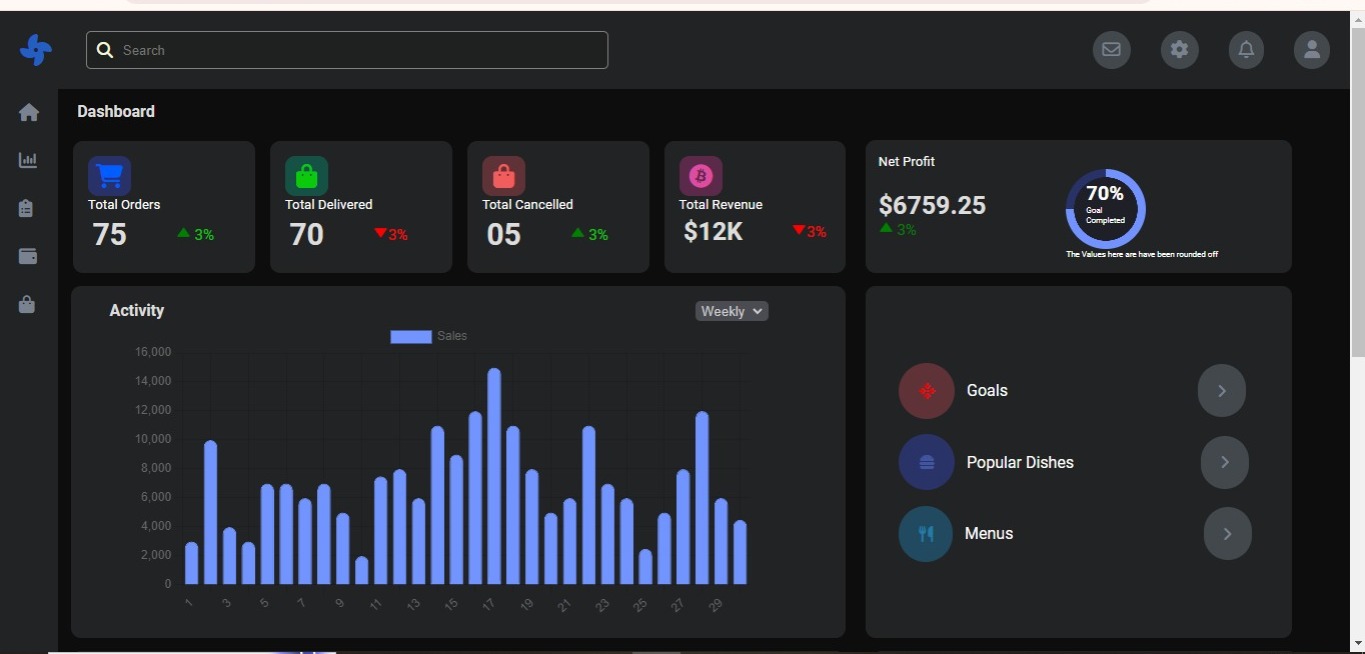 Search
Dashboard
Total Orders
75
3%
Total Delivered
70
3%
Total Cancelled
05
3%
Total Revenue
$12K
3%
Net Profit
$6759.25
3%
70%
Goal
Completed
The Values here are have been rounded off
Activity
Weekly
Sales
16,000
14,000
12,000
10,000
8,000
6,000
4,000
2,000
0
1 3 5 7 9 11 13 15 17 19 21 23 25 27 29
Goals
Popular Dishes
Menus